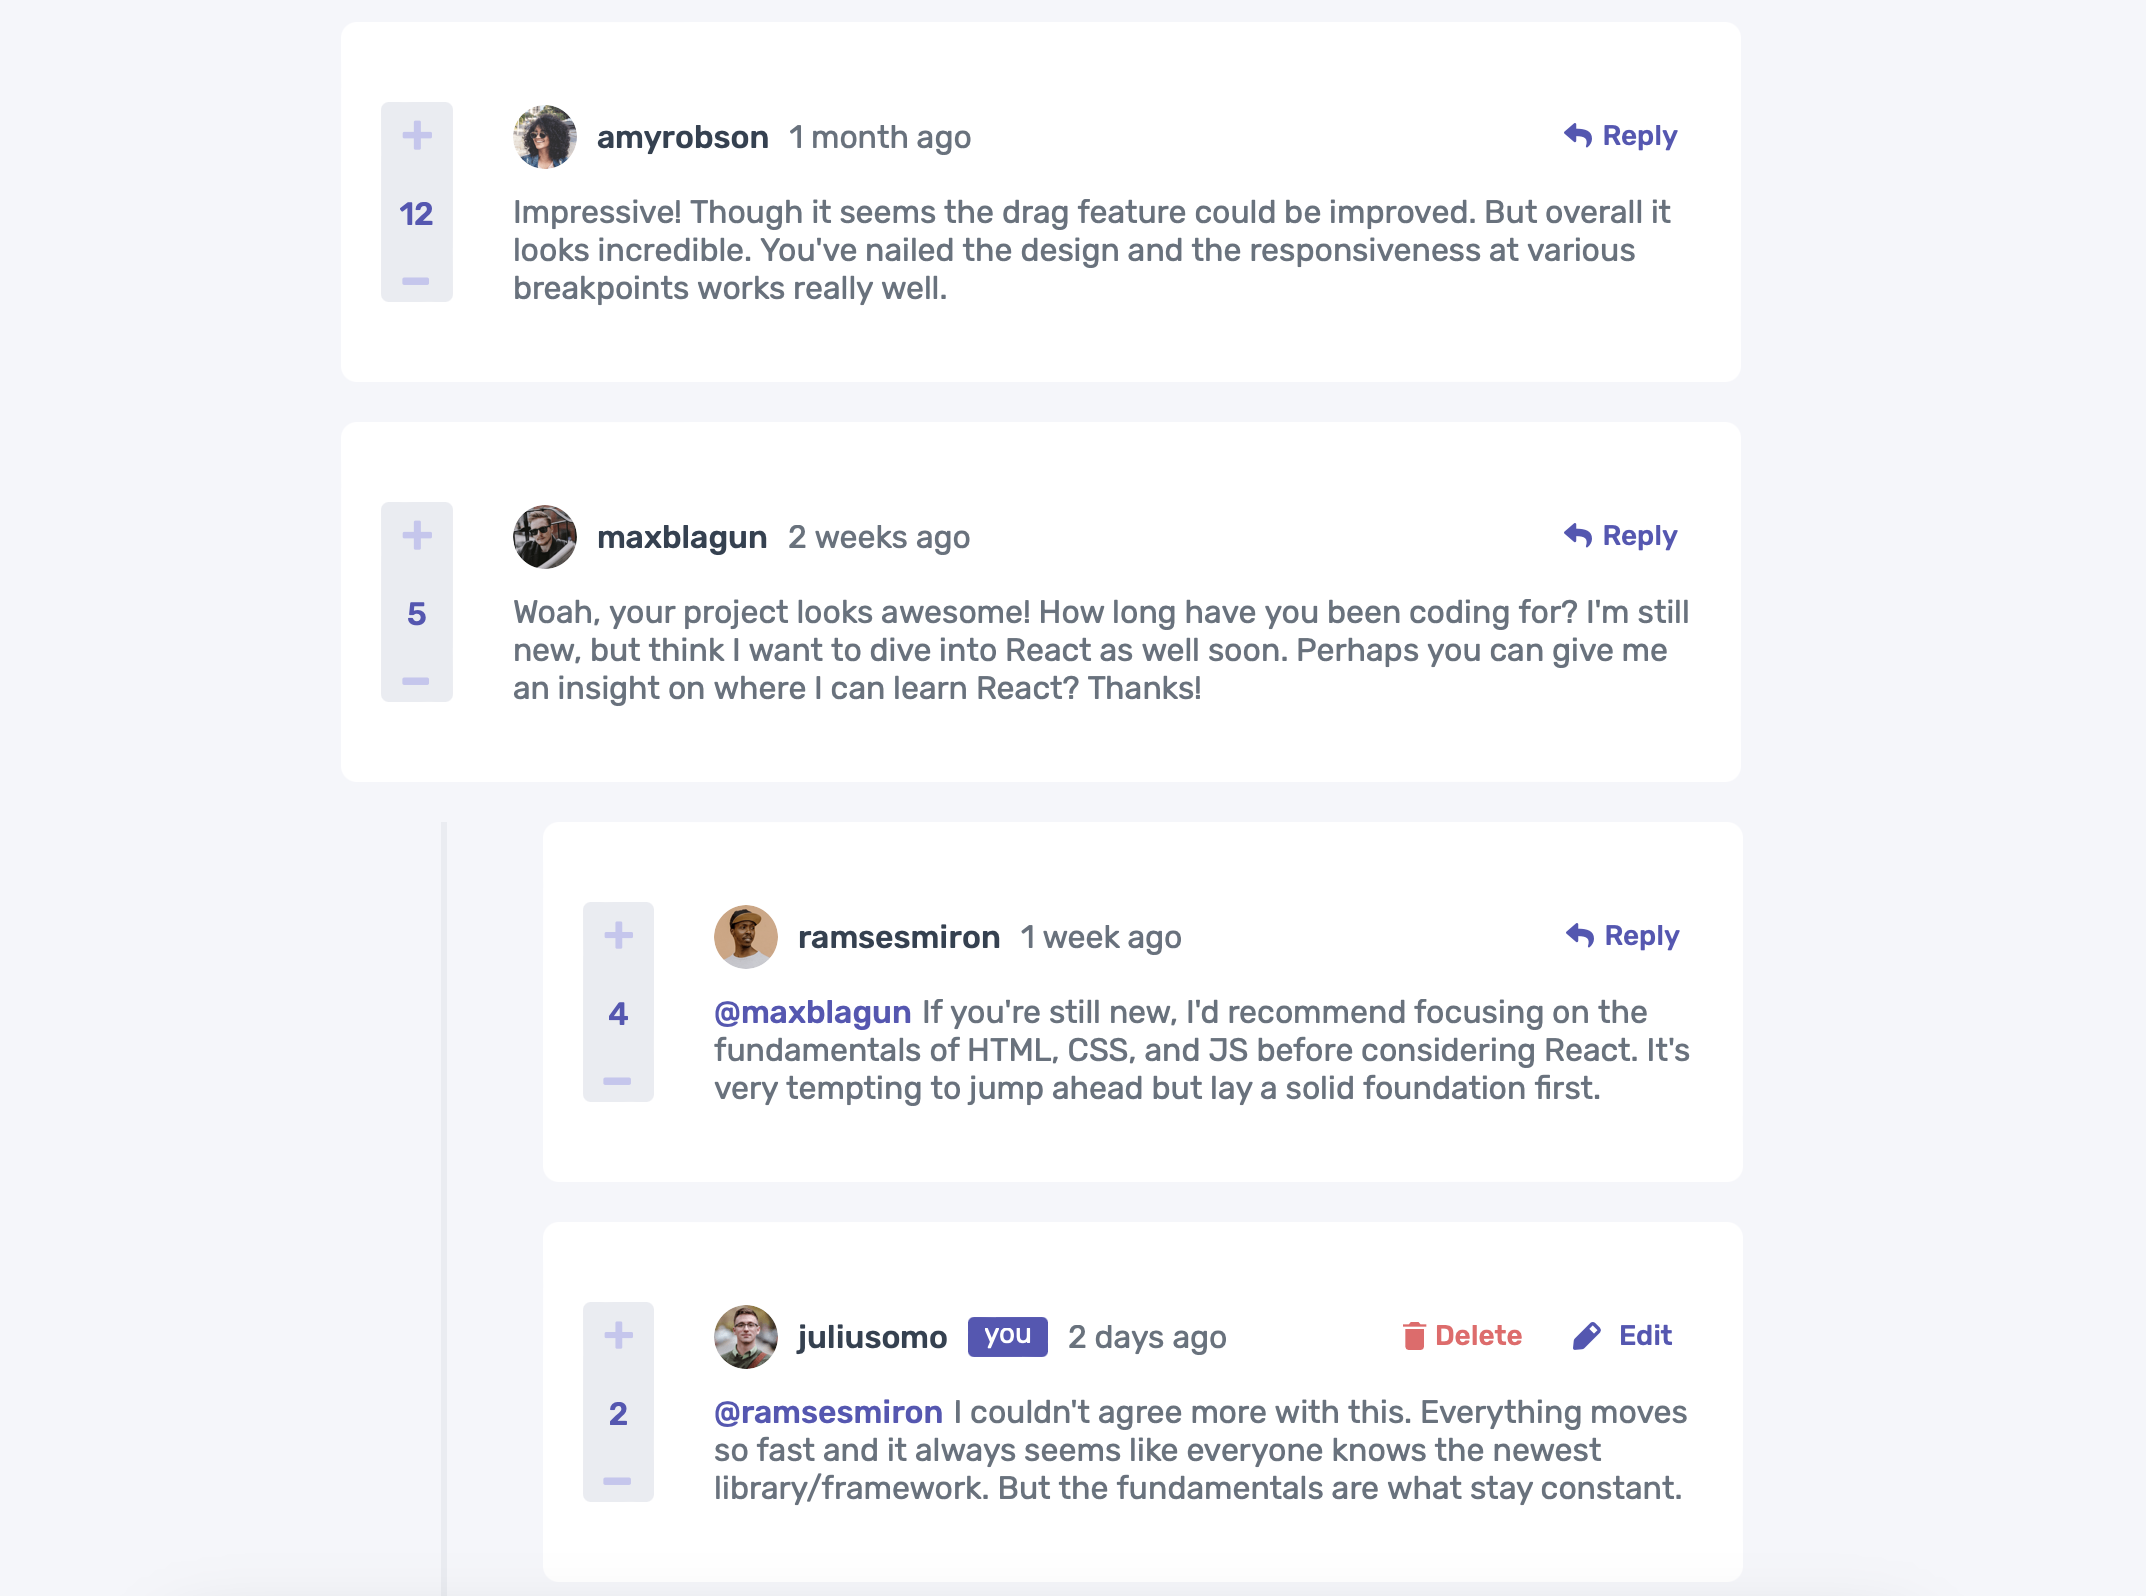 amyrobson 1 month ago Reply
12
Impressive! Though it seems the drag feature could be improved. But overall it
looks incredible. You've nailed the design and the responsiveness at various
breakpoints works really well.
maxblagun 2 weeks ago Reply
5
Woah, your project looks awesome! How long have you been coding for? I'm still
new, but think I want to dive into React as well soon. Perhaps you can give me
an insight on where I can learn React? Thanks!
ramsesmiron 1 week ago Reply
4
@maxblagun If you're still new, I'd recommend focusing on the
fundamentals of HTML, CSS, and JS before considering React. It's
very tempting to jump ahead but lay a solid foundation first.
juliusomo you 2 days ago Delete Edit
2
@ramsesmiron I couldn't agree more with this. Everything moves
so fast and it always seems like everyone knows the newest
library/framework. But the fundamentals are what stay constant.